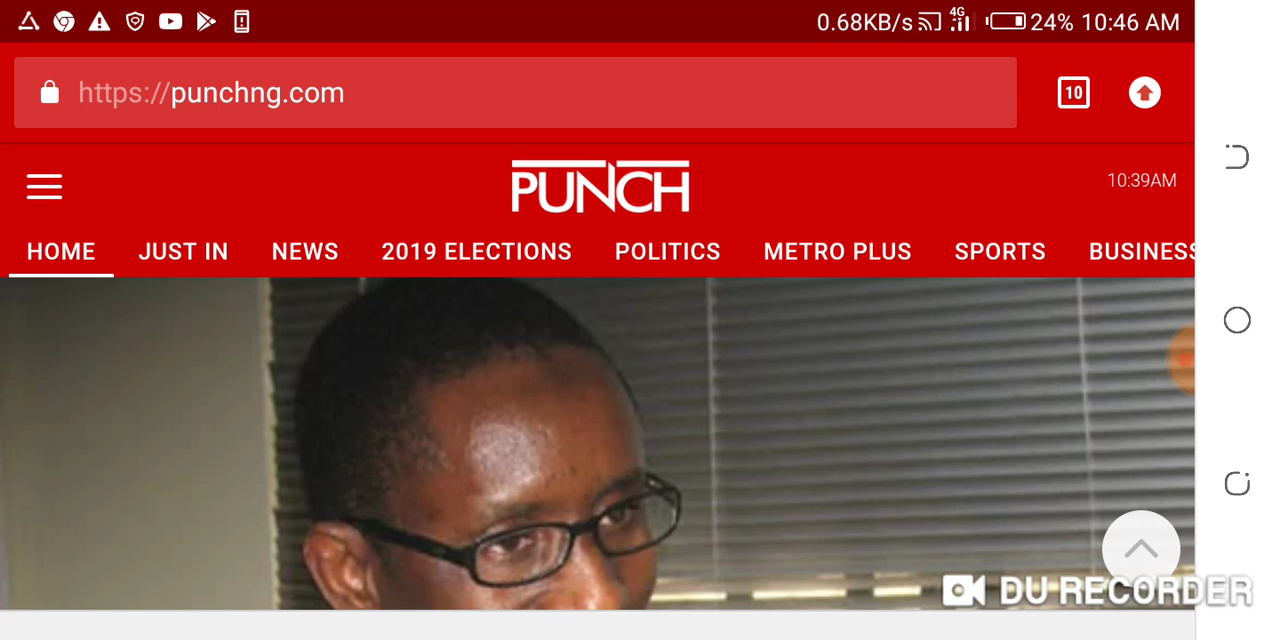 0.68KB/s 4G 24% 10:46 AM
https://punchng.com 10
PUNCH 10:39AM
HOME JUST IN NEWS 2019 ELECTIONS POLITICS METRO PLUS SPORTS BUSINESS
DU RECORDER